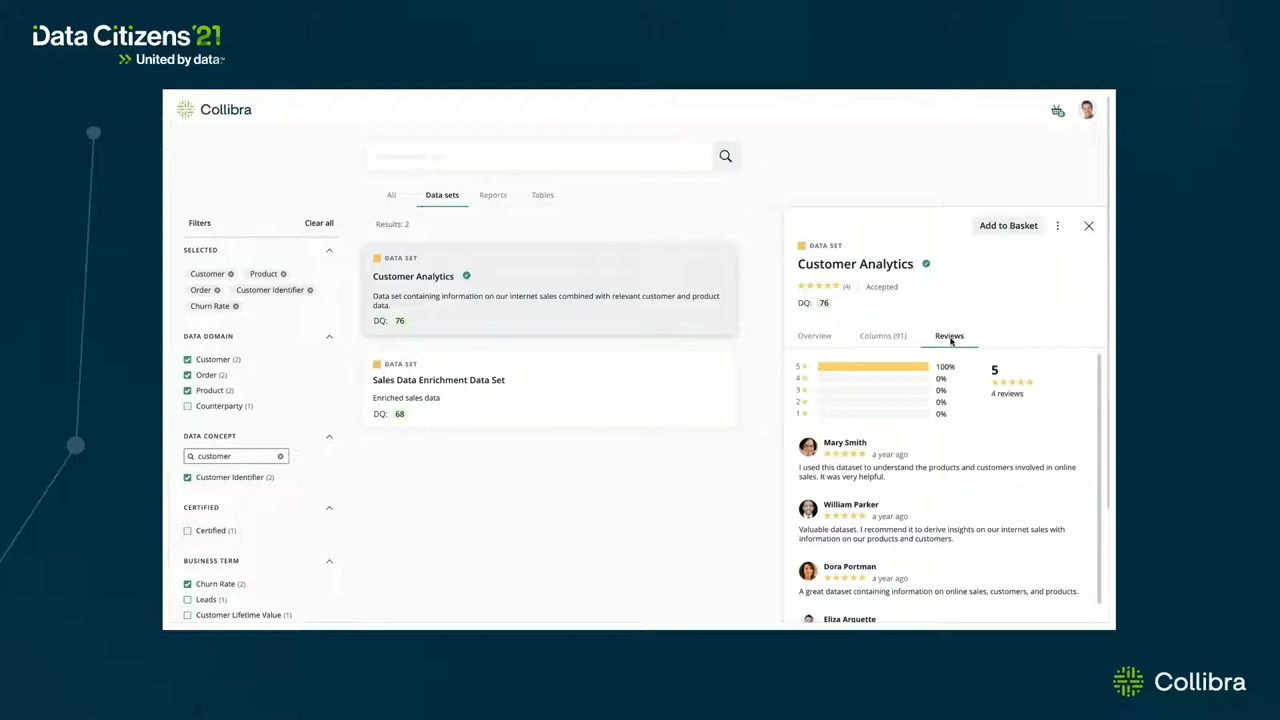 Data Citizens '21
United by data™
Collibra
All
Data sets
Reports
Tables
Filters
Clear all
Results: 2
SELECTED
Customer
Product
Order
Customer Identifier
Churn Rate
DATA DOMAIN
Customer (2)
Order (2)
Product (2)
Counterparty (1)
DATA CONCEPT
customer
Customer Identifier (2)
CERTIFIED
Certified (1)
BUSINESS TERM
Churn Rate (2)
Leads (1)
Customer Lifetime Value (1)
DATA SET
Customer Analytics
Data set containing information on our internet sales combined with relevant customer and product
data.
DQ: 76
DATA SET
Sales Data Enrichment Data Set
Enriched sales data
DQ: 68
Add to Basket
DATA SET
Customer Analytics
(4) Accepted
DQ: 76
Overview
Columns (91)
Reviews
5 100%
4 0%
3 0%
2 0%
1 0%
5
4 reviews
Mary Smith
a year ago
I used this dataset to understand the products and customers involved in online
sales. It was very helpful.
William Parker
a year ago
Valuable dataset. I recommend it to derive insights on our internet sales with
information on our products and customers.
Dora Portman
a year ago
A great dataset containing information on online sales, customers, and products.
Eliza Arquette
Collibra